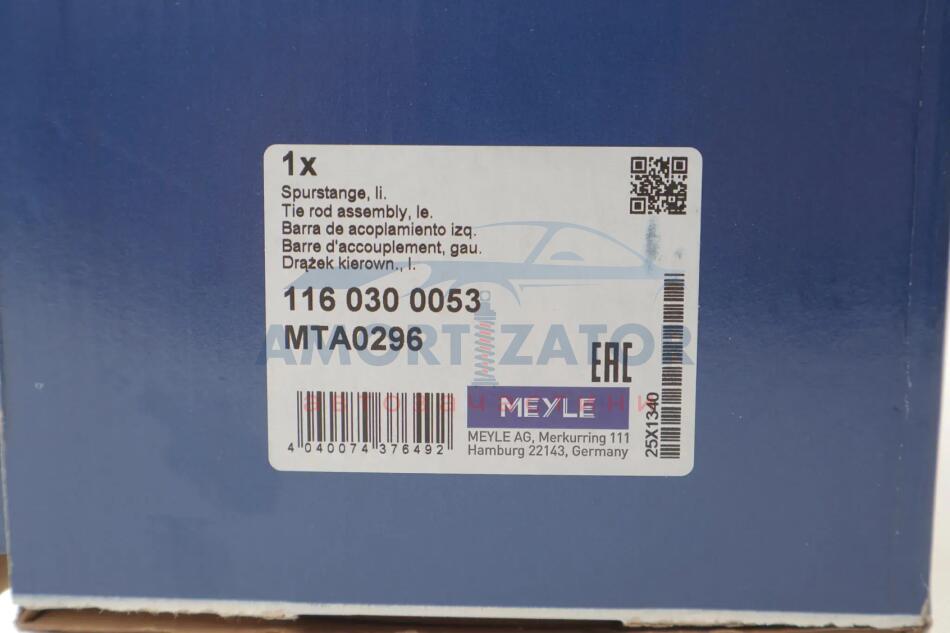 1x
Spurstange, li.
Tie rod assembly, le.
Barra de acoplamiento izq.
Barre d'accouplement, gau.
Drążek kierown., l.
116 030 0053
MTA0296
AMORTIZATOR
автозапчастини
EAC
MEYLE
MEYLE AG, Merkurring 111
Hamburg 22143, Germany
4 040074 376492
25X1340